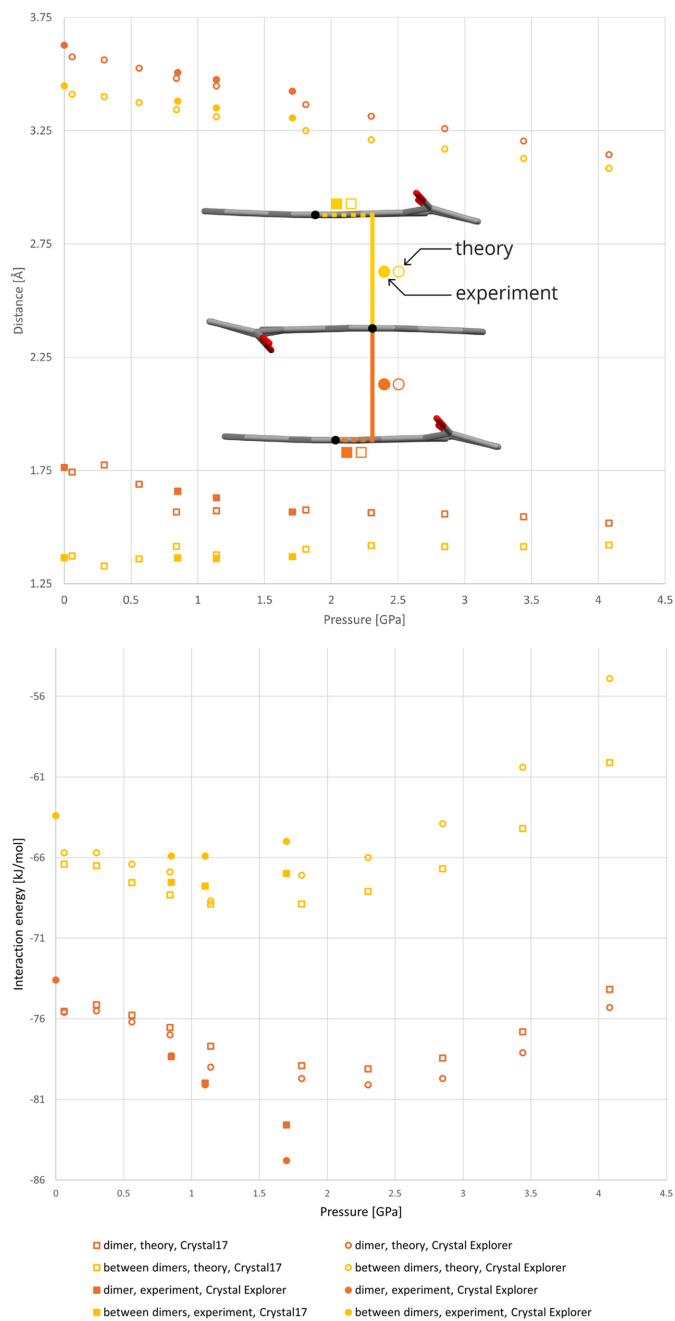 3.75
3.25
2.75
2.25
1.75
1.25
Distance [Å]
theory
experiment
0 0.5 1 1.5 2 2.5 3 3.5 4 4.5
Pressure [GPa]
-56
-61
-66
-71
-76
-81
-86
Interaction energy [kJ/mol]
0 0.5 1 1.5 2 2.5 3 3.5 4 4.5
Pressure [GPa]
dimer, theory, Crystal17 dimer, theory, Crystal Explorer
between dimers, theory, Crystal17 between dimers, theory, Crystal Explorer
dimer, experiment, Crystal Explorer dimer, experiment, Crystal Explorer
between dimers, experiment, Crystal17 between dimers, experiment, Crystal Explorer